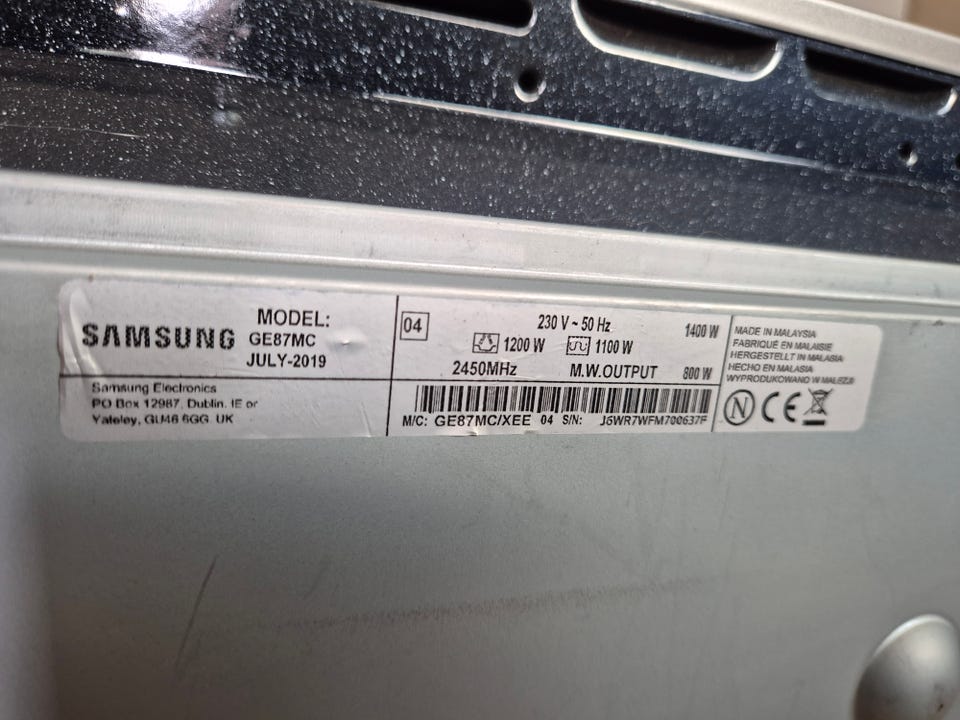 SAMSUNG
MODEL:
GE87MC
JULY-2019
Samsung Electronics
PO Box 12987, Dublin. IE or
Yateley, GU46 6GG. UK
04
230 V ~ 50 Hz
1400 W
1200 W
1100 W
2450MHz
M.W.OUTPUT
800 W
M/C: GE87MC/XEE 04 S/N: J6WR7WFM700637F
MADE IN MALAYSIA
FABRIQUÉ EN MALAISIE
HERGESTELLT IN MALASIA
HECHO EN MALASIA
WYPRODUKOWANO W MALEZJI
N CE